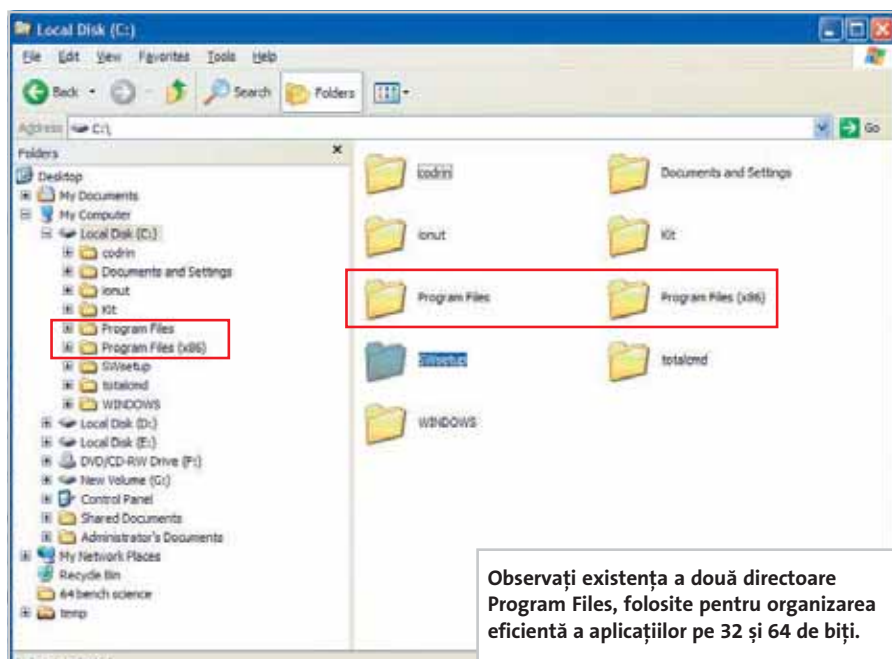 Local Disk (C:)
File Edit View Favorites Tools Help
Back Search Folders
Address C:\ Go
Folders
Desktop
My Documents
My Computer
Local Disk (C:)
codrin
Documents and Settings
ionut
Kit
Program Files
Program Files (x86)
SWsetup
totalcmd
WINDOWS
Local Disk (D:)
Local Disk (E:)
DVD/CD-RW Drive (F:)
New Volume (G:)
Control Panel
Shared Documents
Administrator's Documents
My Network Places
Recycle Bin
64 bench science
temp
codrin Documents and Settings
ionut Kit
Program Files Program Files (x86)
SWsetup totalcmd
WINDOWS
Observați existența a două directoare
Program Files, folosite pentru organizarea
eficientă a aplicațiilor pe 32 și 64 de biți.